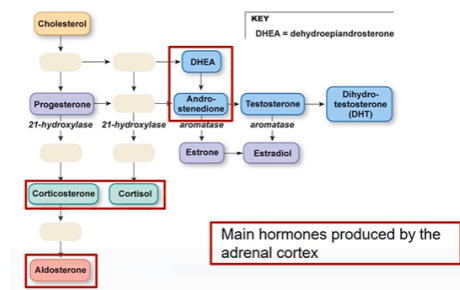 KEY
DHEA = dehydroepiandrosterone
Cholesterol
DHEA
Progesterone
Andro-
stenedione
Testosterone
Dihydro-
testosterone
(DHT)
21-hydroxylase
21-hydroxylase
aromatase
aromatase
Estrone
Estradiol
Corticosterone
Cortisol
Main hormones produced by the
adrenal cortex
Aldosterone